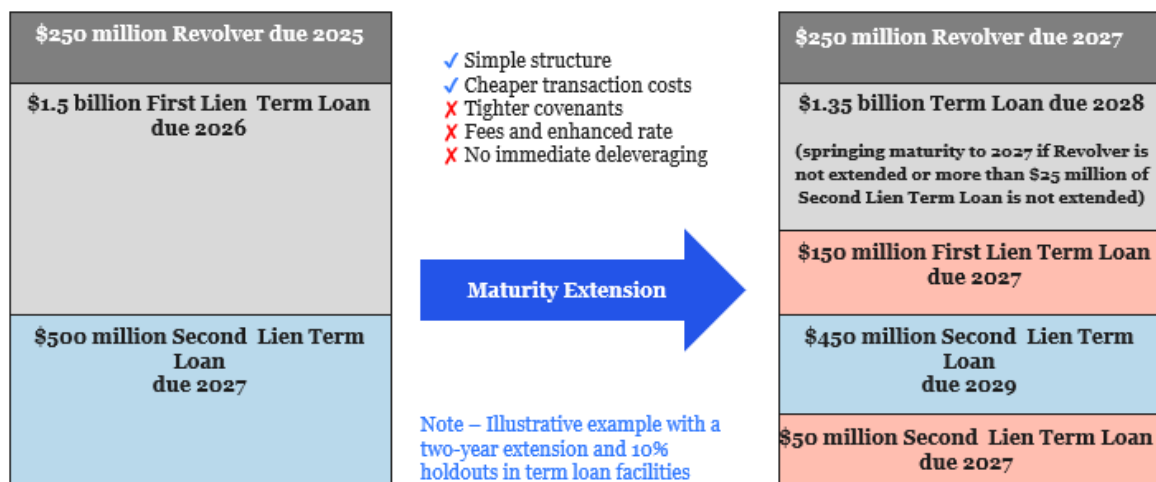 $250 million Revolver due 2025
$1.5 billion First Lien Term Loan
due 2026
$500 million Second Lien Term
Loan
due 2027
✓ Simple structure
✓ Cheaper transaction costs
✗ Tighter covenants
✗ Fees and enhanced rate
✗ No immediate deleveraging
Maturity Extension
Note – Illustrative example with a
two-year extension and 10%
holdouts in term loan facilities
$250 million Revolver due 2027
$1.35 billion Term Loan due 2028
(springing maturity to 2027 if Revolver is
not extended or more than $25 million of
Second Lien Term Loan is not extended)
$150 million First Lien Term Loan
due 2027
$450 million Second Lien Term
Loan
due 2029
$50 million Second Lien Term Loan
due 2027